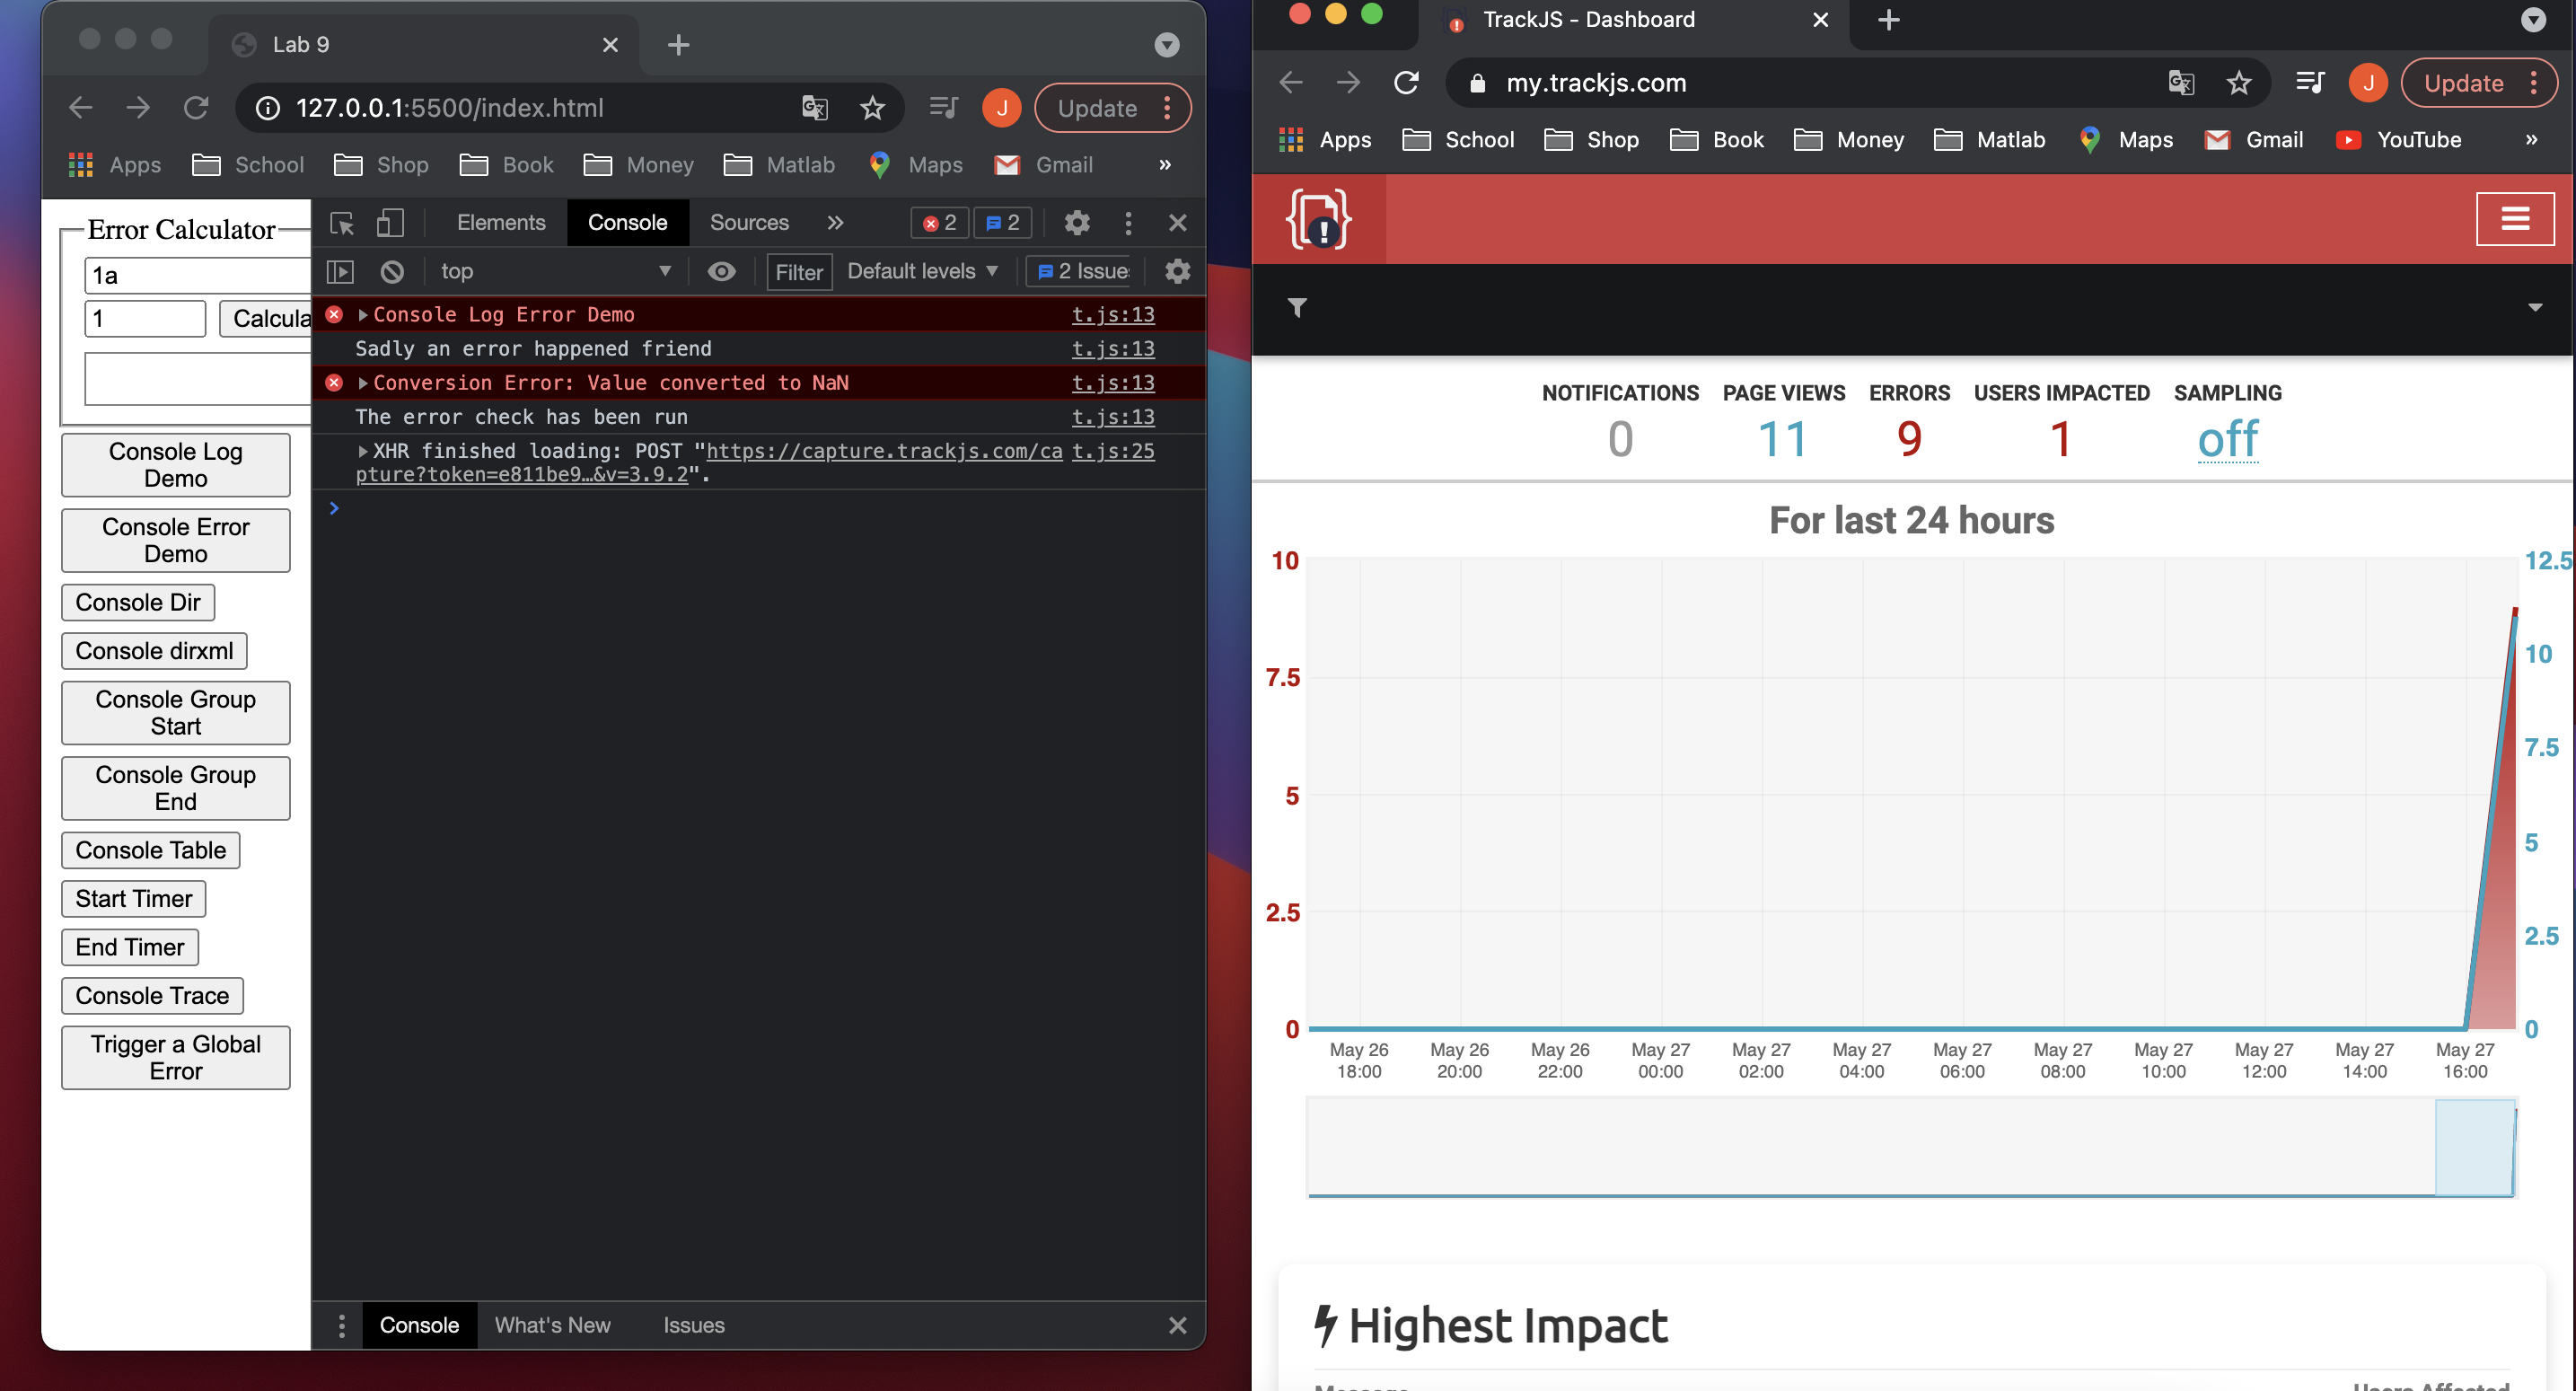 Lab 9
127.0.0.1:5500/index.html
J
Update
Apps
School
Shop
Book
Money
Matlab
Maps
Gmail
»
Error Calculator
1a
1
Calcula
Console Log
Demo
Console Error
Demo
Console Dir
Console dirxml
Console Group
Start
Console Group
End
Console Table
Start Timer
End Timer
Console Trace
Trigger a Global
Error
Elements
Console
Sources
»
2
2
top
Filter
Default levels
2 Issue
Console Log Error Demo t.js:13
Sadly an error happened friend t.js:13
Conversion Error: Value converted to NaN t.js:13
The error check has been run t.js:13
XHR finished loading: POST "https://capture.trackjs.com/ca t.js:25
pture?token=e811be9…&v=3.9.2".
Console
What's New
Issues
TrackJS - Dashboard
my.trackjs.com
J
Update
Apps
School
Shop
Book
Money
Matlab
Maps
Gmail
YouTube
»
NOTIFICATIONS PAGE VIEWS ERRORS USERS IMPACTED SAMPLING
0 11 9 1 off
For last 24 hours
10
7.5
5
2.5
0
12.5
10
7.5
5
2.5
0
May 26 May 26 May 26 May 27 May 27 May 27 May 27 May 27 May 27 May 27 May 27 May 27
18:00 20:00 22:00 00:00 02:00 04:00 06:00 08:00 10:00 12:00 14:00 16:00
Highest Impact
Message Users Affected